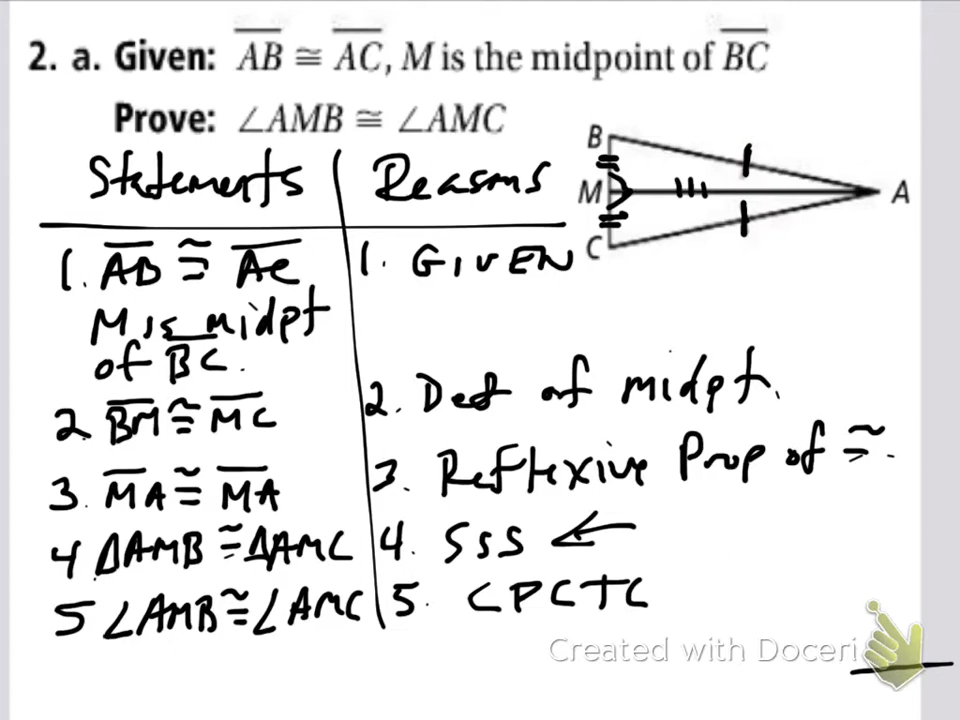 2. a. Given: AB ≅ AC, M is the midpoint of BC
Prove: ∠AMB ≅ ∠AMC
Statements Reasons
B
M
A
C
1. AB ≅ AC 1. GIVEN
M is midpt
of BC.
2. BM ≅ MC 2. Def of midpt.
3. MA ≅ MA 3. Reflexive Prop of ≅.
4 ΔAMB ≅ ΔAMC 4. SSS ←
5 ∠AMB ≅ ∠AMC 5. CPCTC
Created with Doceri